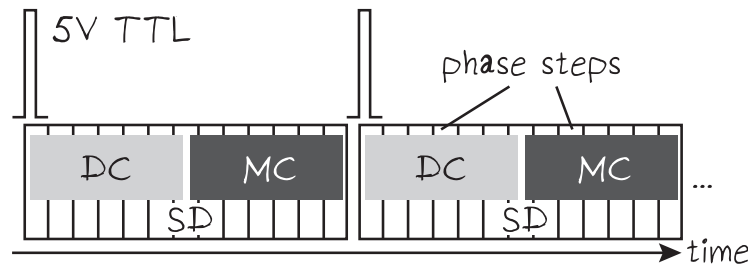 5V TTL
phase steps
DC MC DC MC ...
SD SD
time